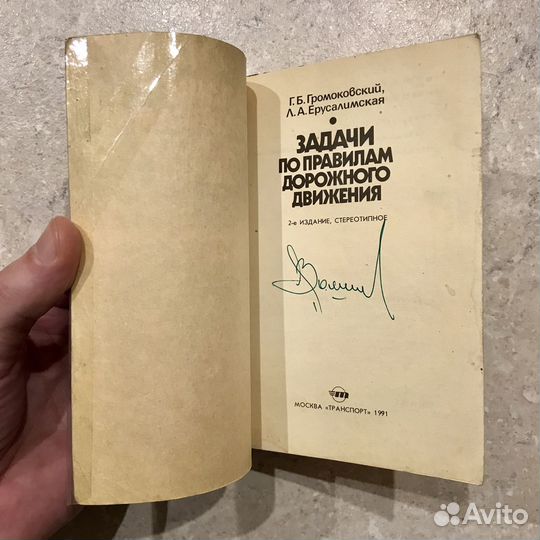 Г. Б. Громоковский,
Л. А. Ерусалимская
ЗАДАЧИ
ПО ПРАВИЛАМ
ДОРОЖНОГО
ДВИЖЕНИЯ
2-е ИЗДАНИЕ, СТЕРЕОТИПНОЕ
МОСКВА «ТРАНСПОРТ» 1991
Avito